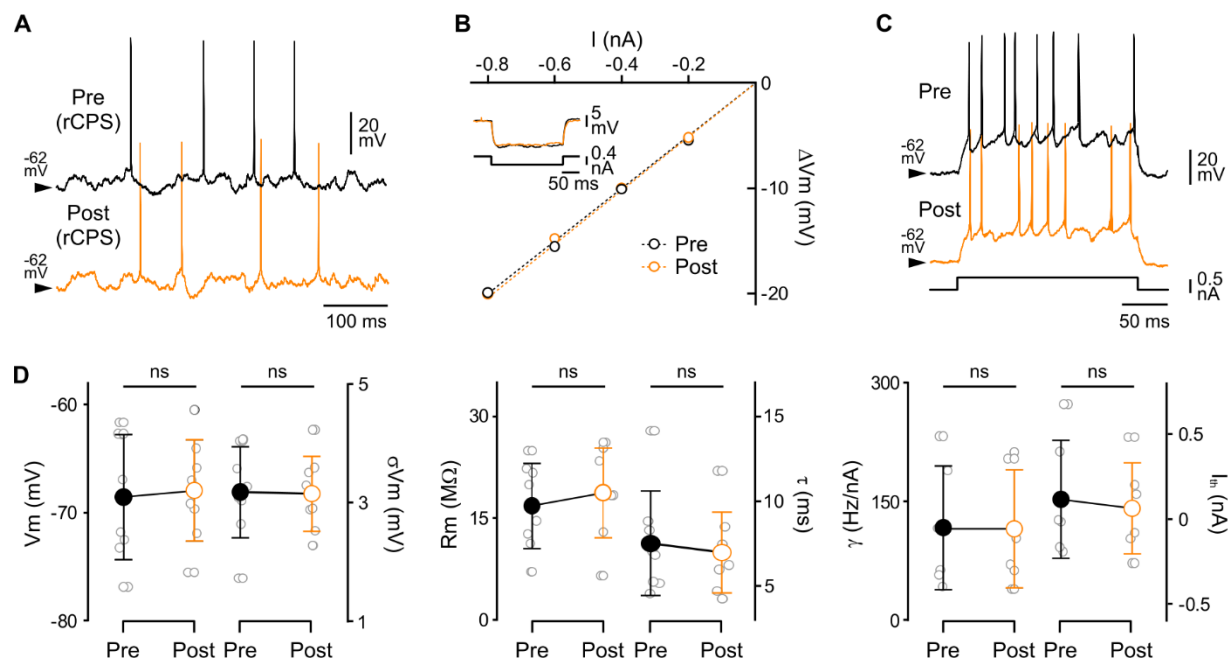 A
Pre
(rCPS)
20
mV
-62
mV
Post
(rCPS)
-62
mV
100 ms
B
I (nA)
-0.8 -0.6 -0.4 -0.2 0
5
mV
0.4
nA
50 ms
Pre
Post
-10
-20
ΔVm (mV)
C
Pre
-62
mV
20
mV
Post
-62
mV
0.5
nA
50 ms
D
ns ns
-60
-70
-80
Vm (mV)
5
3
1
σVm (mV)
Pre Post Pre Post
ns ns
30
15
0
Rm (MΩ)
15
10
5
τ (ms)
Pre Post Pre Post
ns ns
300
150
0
γ (Hz/nA)
0.5
0
-0.5
Ith (nA)
Pre Post Pre Post